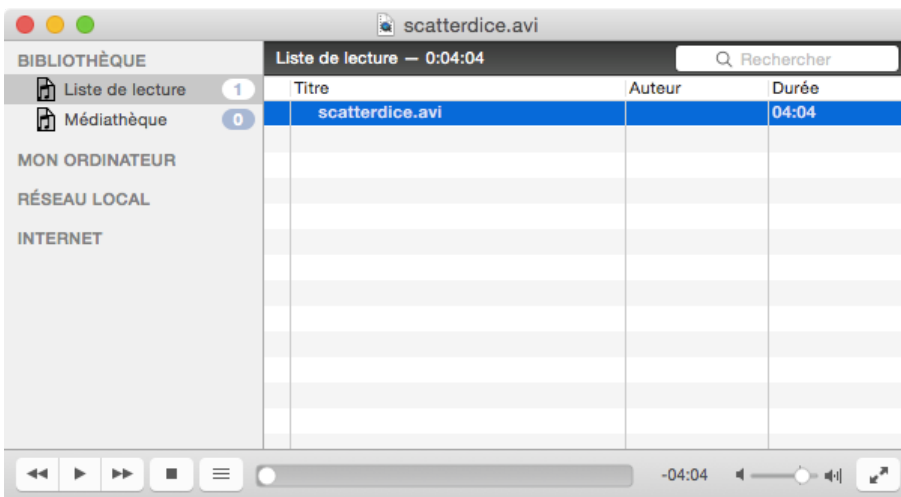 scatterdice.avi
BIBLIOTHÈQUE
Liste de lecture 1
Médiathèque 0
MON ORDINATEUR
RÉSEAU LOCAL
INTERNET
Liste de lecture — 0:04:04
Rechercher
Titre Auteur Durée
scatterdice.avi 04:04
-04:04